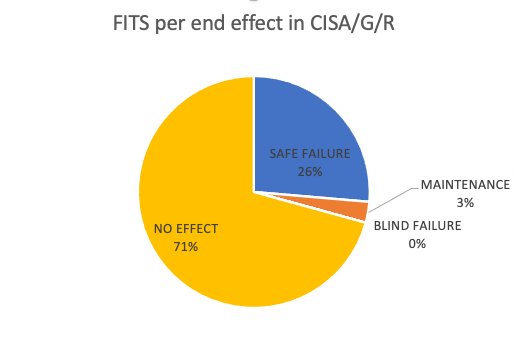 FITS per end effect in CISA/G/R
SAFE FAILURE
26%
MAINTENANCE
3%
BLIND FAILURE
0%
NO EFFECT
71%